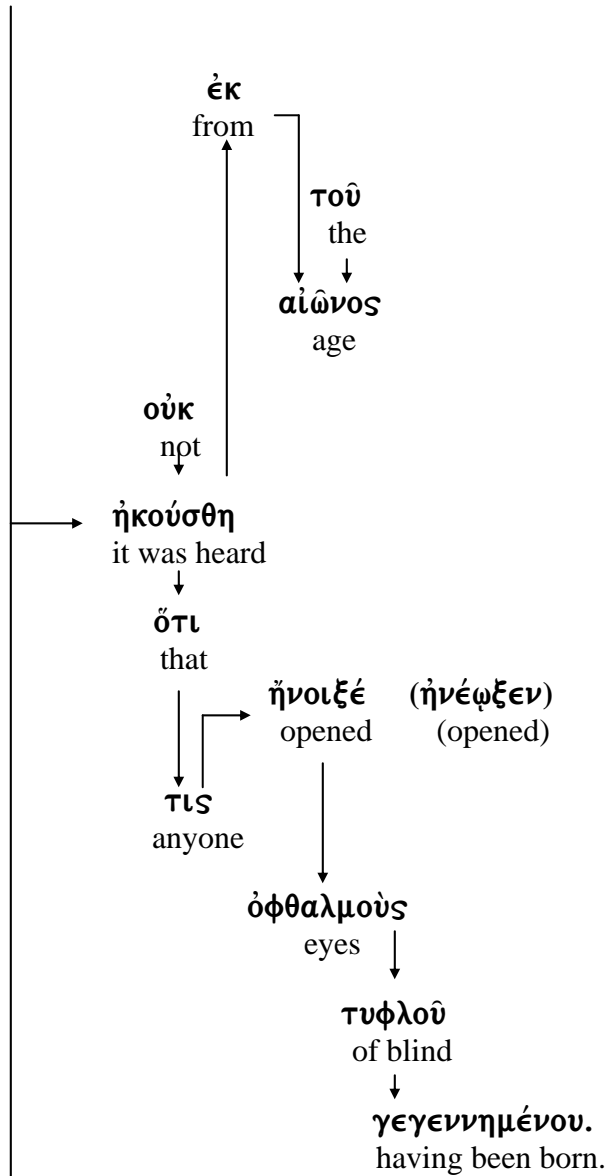 ἐκ
from
τοῦ
the
αἰῶνος
age
οὐκ
not
ἠκούσθη
it was heard
ὅτι
that
ἤνοιξέ (ἠνέῳξεν)
opened (opened)
τις
anyone
ὀφθαλμοὺς
eyes
τυφλοῦ
of blind
γεγεννημένου.
having been born.